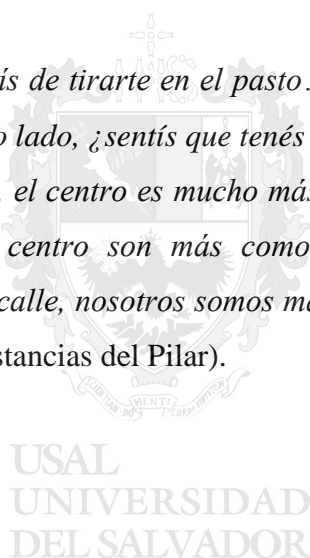 ís de tirarte en el pasto.
o lado, ¿sentís que tenés
el centro es mucho más
centro son más como
calle, nosotros somos
stancias del Pilar).
USAL
UNIVERSIDAD
DEL SALVADOR